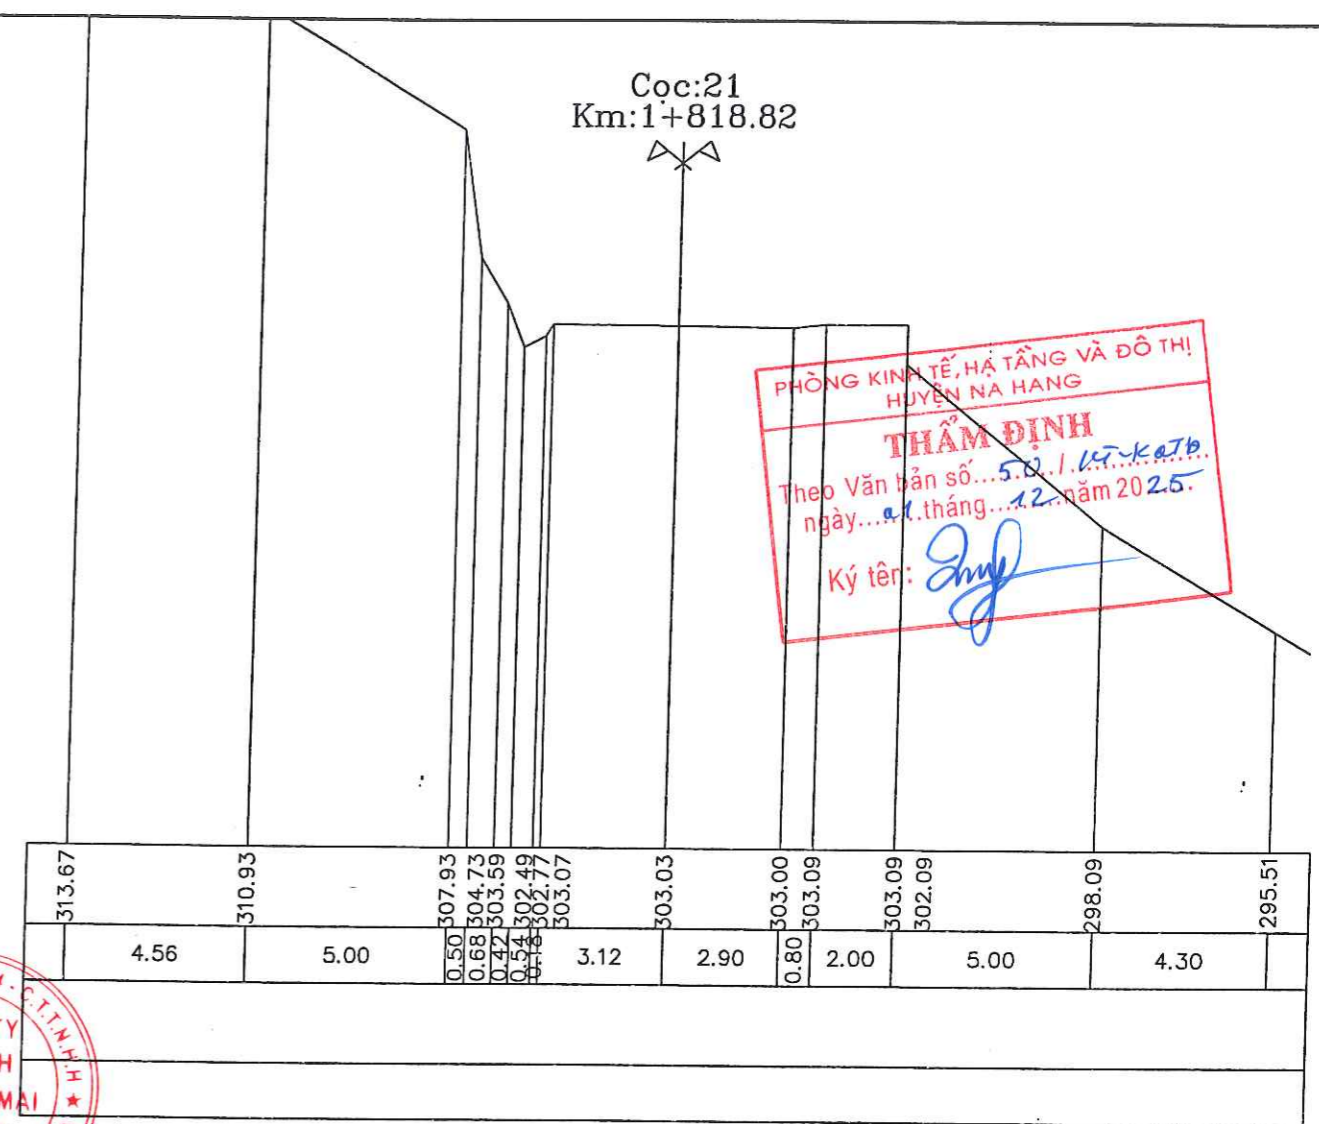 Cọc:21
Km:1+818.82
PHÒNG KINH TẾ, HẠ TẦNG VÀ ĐÔ THỊ
HUYỆN NA HANG
THẨM ĐỊNH
Theo Văn bản số...50../
ngày.......tháng...12...năm 2025.
Ký tên:
313.67
310.93
307.93
304.73
303.59
302.49
302.77
303.07
303.03
303.00
303.09
303.09
302.09
298.09
295.51
4.56
5.00
0.50
0.68
0.42
0.54
0.18
3.12
2.90
0.80
2.00
5.00
4.30
C.T.T.N.H.H ★
MAI